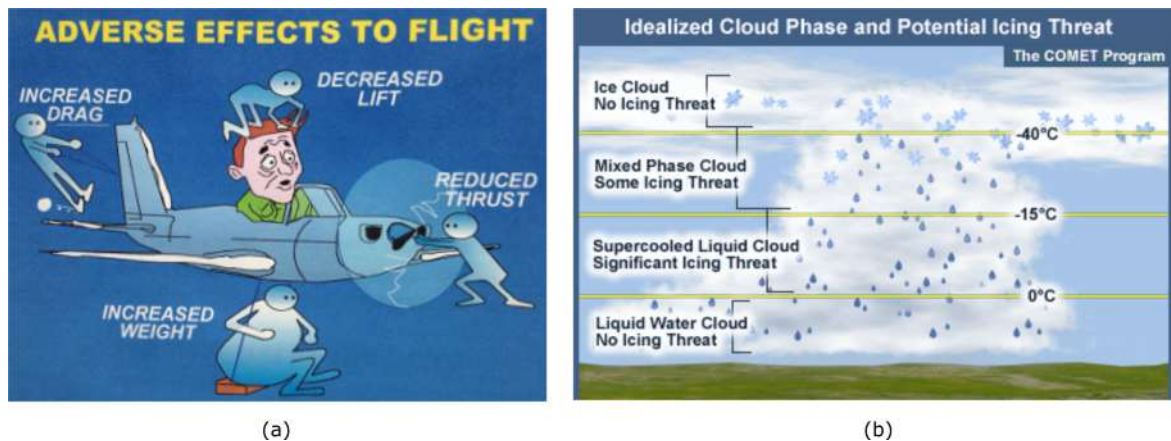 ADVERSE EFFECTS TO FLIGHT
INCREASED
DRAG
DECREASED
LIFT
REDUCED
THRUST
INCREASED
WEIGHT
(a)
Idealized Cloud Phase and Potential Icing Threat
The COMET Program
Ice Cloud
No Icing Threat
-40°C
Mixed Phase Cloud
Some Icing Threat
-15°C
Supercooled Liquid Cloud
Significant Icing Threat
0°C
Liquid Water Cloud
No Icing Threat
(b)